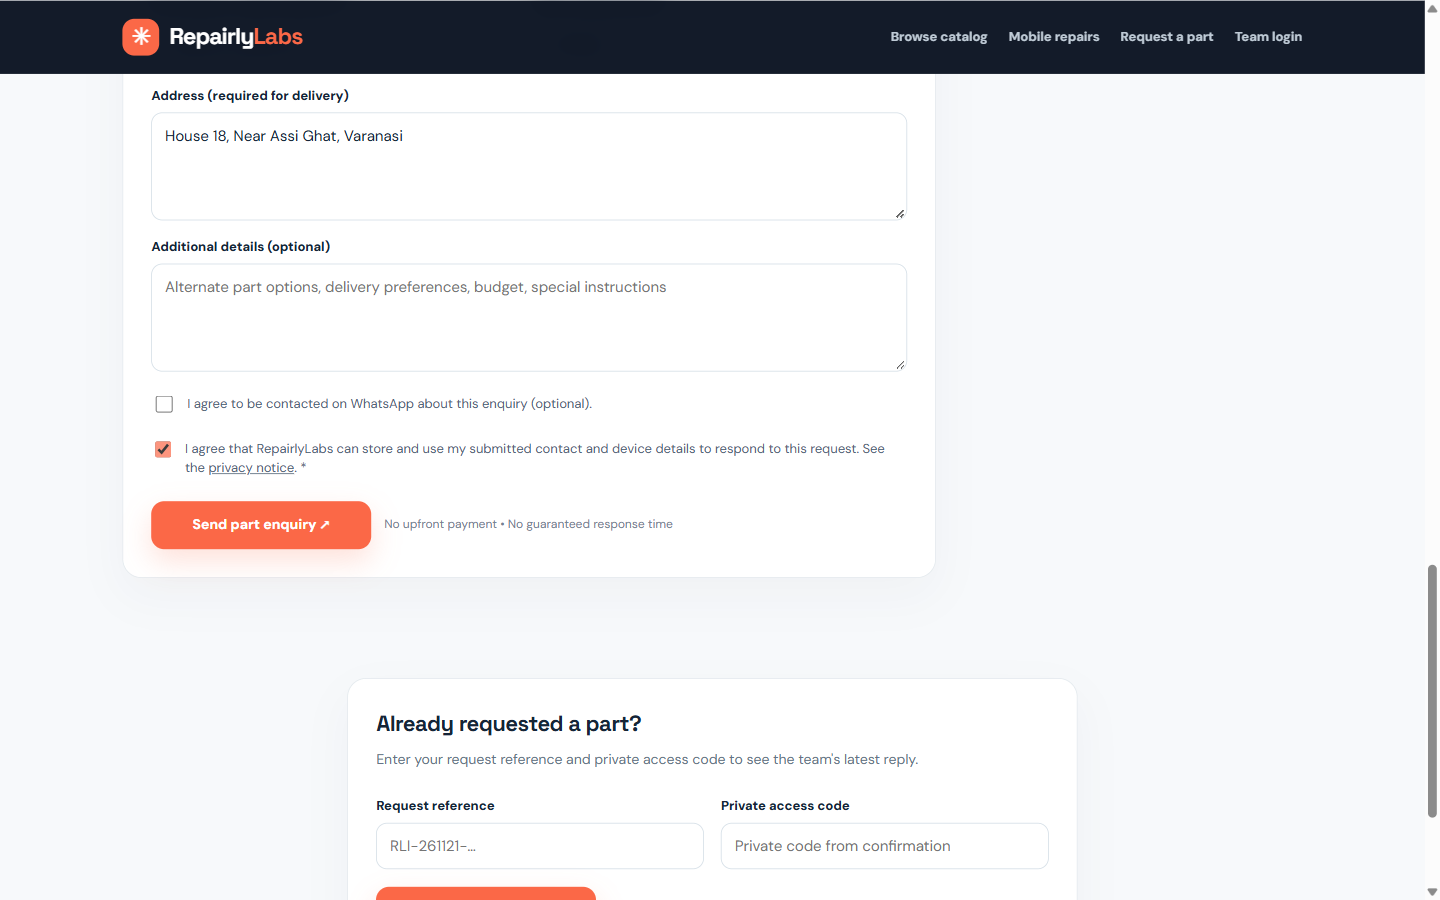 RepairlyLabs
Browse catalog
Mobile repairs
Request a part
Team login
Address (required for delivery)
House 18, Near Assi Ghat, Varanasi
Additional details (optional)
Alternate part options, delivery preferences, budget, special instructions
I agree to be contacted on WhatsApp about this enquiry (optional).
I agree that RepairlyLabs can store and use my submitted contact and device details to respond to this request. See
the privacy notice. *
Send part enquiry ↗
No upfront payment • No guaranteed response time
Already requested a part?
Enter your request reference and private access code to see the team's latest reply.
Request reference
Private access code
RLI-261121-...
Private code from confirmation